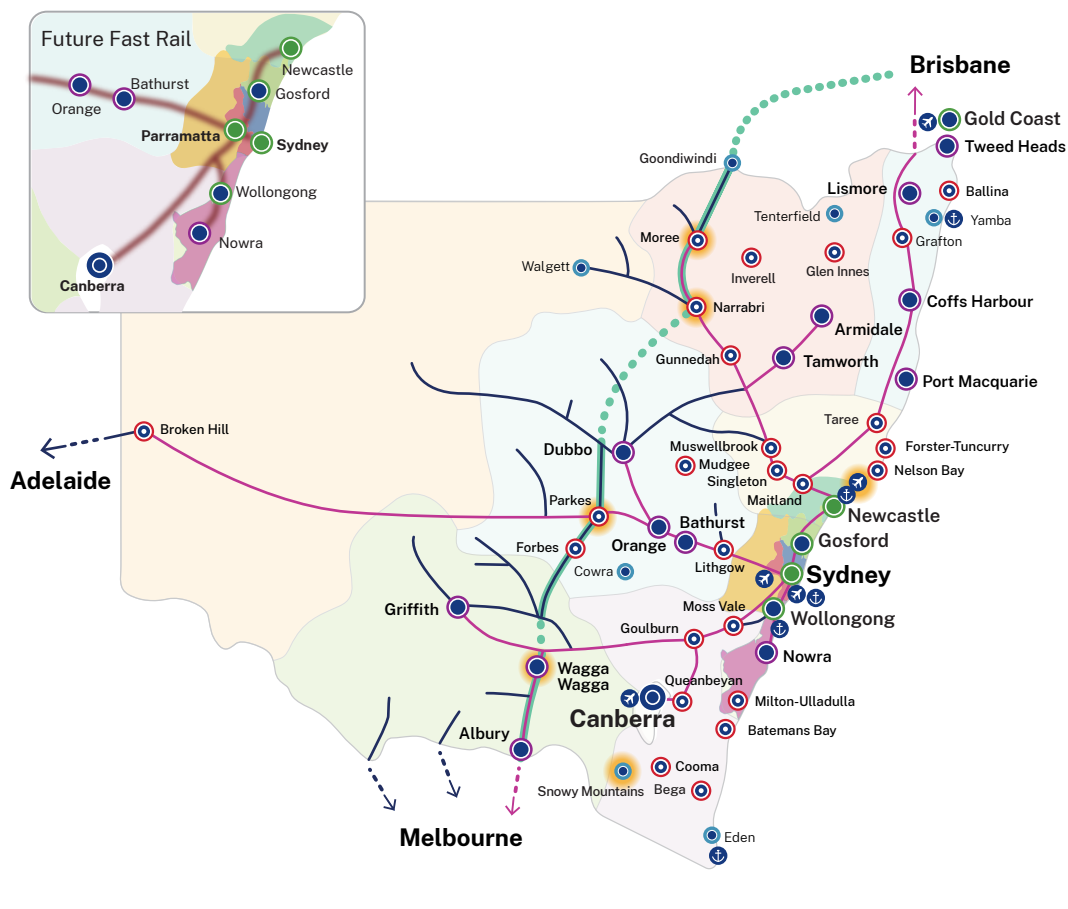 Future Fast Rail
Newcastle
Bathurst
Gosford
Orange
Parramatta
Sydney
Wollongong
Nowra
Canberra
Brisbane
Gold Coast
Tweed Heads
Goondiwindi
Lismore
Ballina
Tenterfield
Yamba
Moree
Grafton
Walgett
Inverell
Glen Innes
Narrabri
Coffs Harbour
Armidale
Gunnedah
Tamworth
Port Macquarie
Taree
Broken Hill
Dubbo
Muswellbrook
Forster-Tuncurry
Mudgee
Nelson Bay
Adelaide
Singleton
Parkes
Maitland
Newcastle
Bathurst
Gosford
Orange
Forbes
Lithgow
Cowra
Sydney
Griffith
Moss Vale
Wollongong
Goulburn
Nowra
Wagga
Wagga
Queanbeyan
Milton-Ulladulla
Canberra
Batemans Bay
Albury
Cooma
Snowy Mountains
Bega
Melbourne
Eden